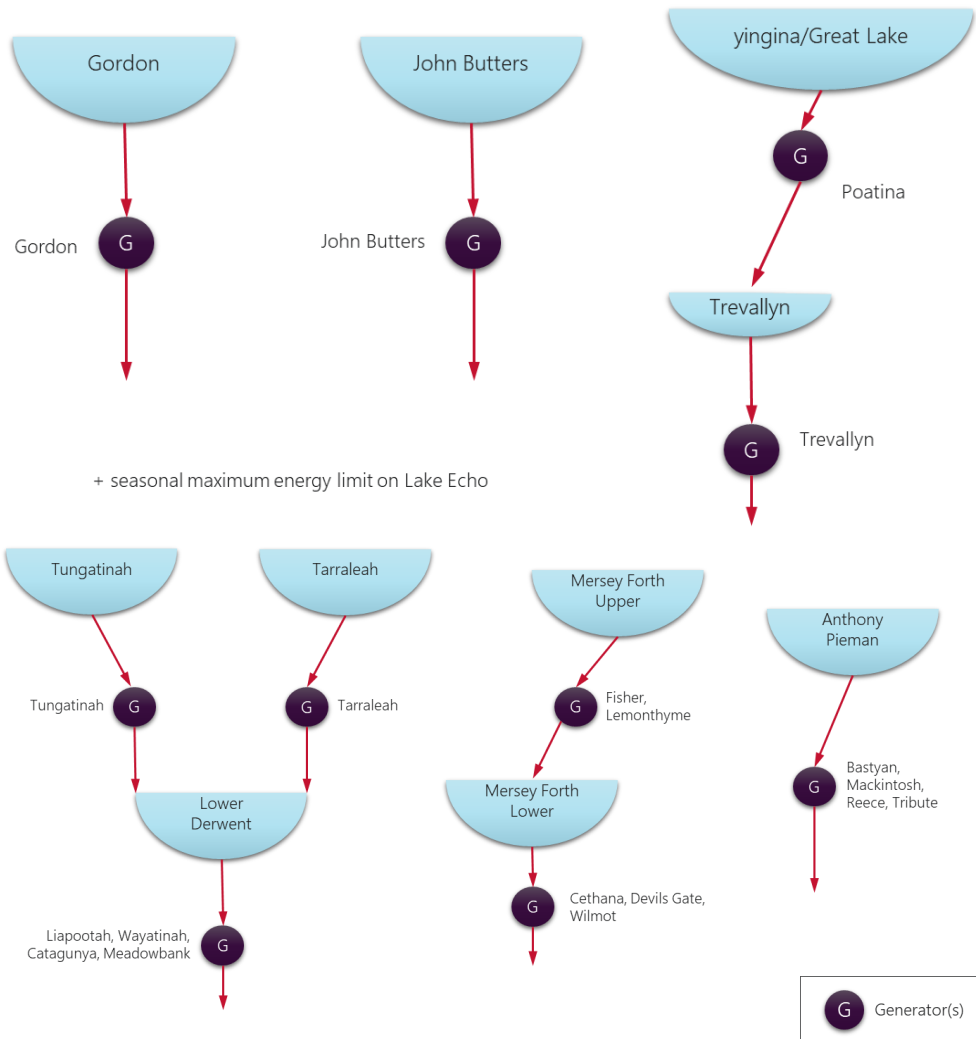 Gordon
G
Gordon
John Butters
G
John Butters
yingina/Great Lake
G
Poatina
Trevallyn
G
Trevallyn
+ seasonal maximum energy limit on Lake Echo
Tungatinah
Tungatinah
G
Tarraleah
G
Tarraleah
Lower
Derwent
Liapootah, Wayatinah,
Catagunya, Meadowbank
G
Mersey Forth
Upper
G
Fisher,
Lemonthyme
Mersey Forth
Lower
G
Cethana, Devils Gate,
Wilmot
Anthony
Pieman
G
Bastyan,
Mackintosh,
Reece, Tribute
G
Generator(s)